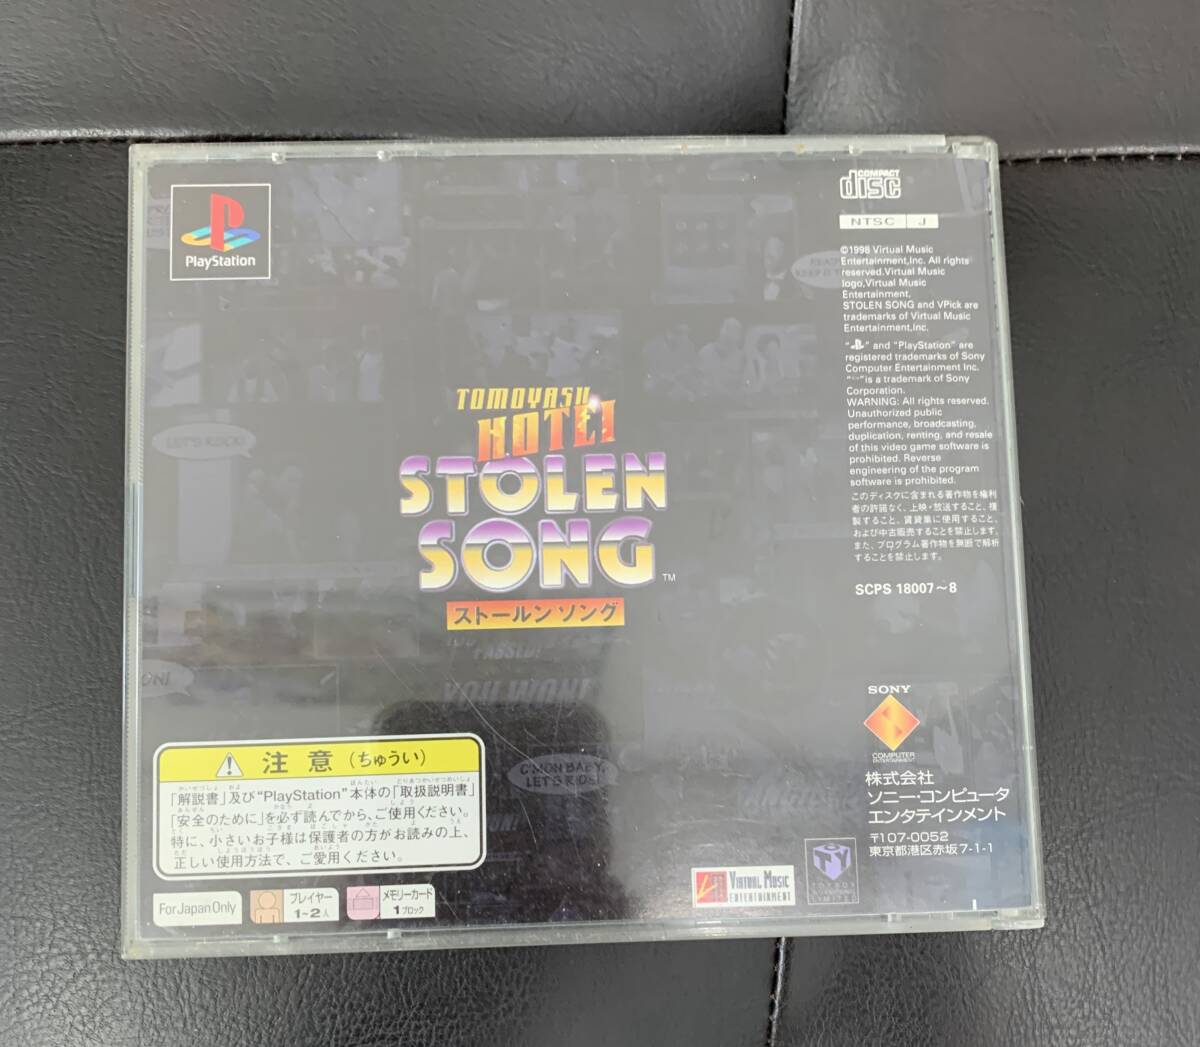 PlayStation
COMPACT
disc
NTSC J
©1998 Virtual Music
Entertainment,Inc. All rights
reserved.Virtual Music
logo,Virtual Music
Entertainment,
STOLEN SONG and VPick are
trademarks of Virtual Music
Entertainment,Inc.
" " and "PlayStation" are
registered trademarks of Sony
Computer Entertainment Inc.
" "is a trademark of Sony
Corporation.
WARNING: All rights reserved.
Unauthorized public
performance, broadcasting,
duplication, renting, and resale
of this video game software is
prohibited. Reverse
engineering of the program
software is prohibited.
このディスクに含まれる著作物を権利
者の許諾なく、上映・放送すること、複
製すること、賃貸業に使用すること、
および中古販売することを禁止します。
また、プログラム著作物を無断で解析
することを禁止します。
SCPS 18007~8
LET'S ROCK!
TOMOYASU
HOTEI
STOLEN
SONG™
ストールン ソング
PASSED!
YOU WON!
C'MON BABY,
LET'S RIDE!
SONY
COMPUTER
ENTERTAINMENT
株式会社
ソニー・コンピュータ
エンタテインメント
〒107-0052
東京都港区赤坂7-1-1
注意(ちゅうい)
「解説書」及び"PlayStation"本体の「取扱説明書」
「安全のために」を必ず読んでから、ご使用ください。
特に、小さいお子様は保護者の方がお読みの上、
正しい使用方法で、ご愛用ください。
For Japan Only
プレイヤー
1~2人
メモリーカード
1ブロック
VIRTUAL MUSIC
ENTERTAINMENT